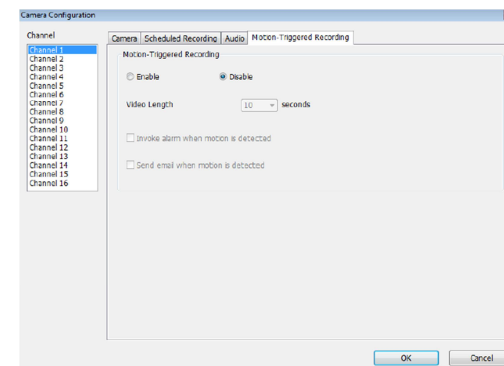 Camera Configuration
Channel
Camera Scheduled Recording Audio Motion-Triggered Recording
Channel 1
Channel 2
Channel 3
Channel 4
Channel 5
Channel 6
Channel 7
Channel 8
Channel 9
Channel 10
Channel 11
Channel 12
Channel 13
Channel 14
Channel 15
Channel 16
Motion-Triggered Recording
Enable Disable
Video Length 10 seconds
Invoke alarm when motion is detected
Send email when motion is detected
OK Cancel